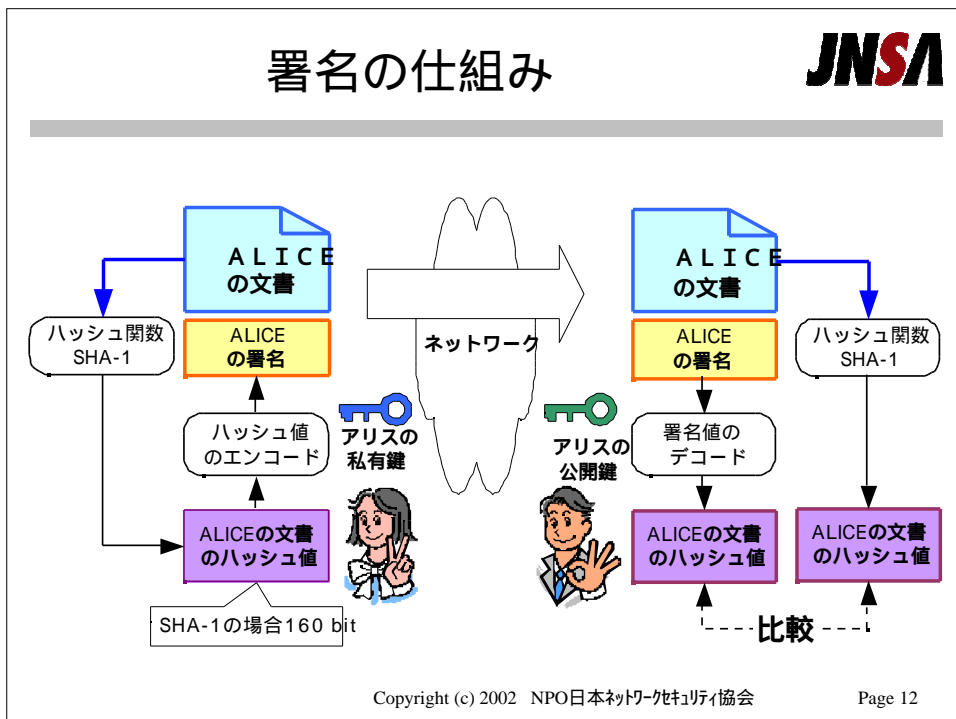 署名の仕組み
JNSA
ＡＬＩＣＥ
の文書
ハッシュ関数
SHA-1
ALICE
の署名
ハッシュ値
のエンコード
ALICEの文書
のハッシュ値
SHA-1の場合160 bit
アリスの
私有鍵
ネットワーク
アリスの
公開鍵
ＡＬＩＣＥ
の文書
ALICE
の署名
署名値の
デコード
ALICEの文書
のハッシュ値
ハッシュ関数
SHA-1
ALICEの文書
のハッシュ値
比較
Copyright (c) 2002 NPO日本ﾈｯﾄﾜｰｸｾｷｭﾘﾃｨ協会
Page 12